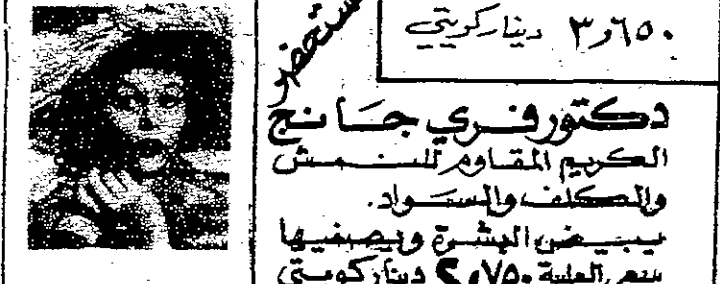 ٣٫٦٥٠ دينار كويتي
مستحضر
دكتور فري جانج
الكريم المقاوم للنمش
والكلف والسواد.
يبيض البشرة ويصفيها
سعر العلبة ٢٫٧٥٠ دينار كويتي